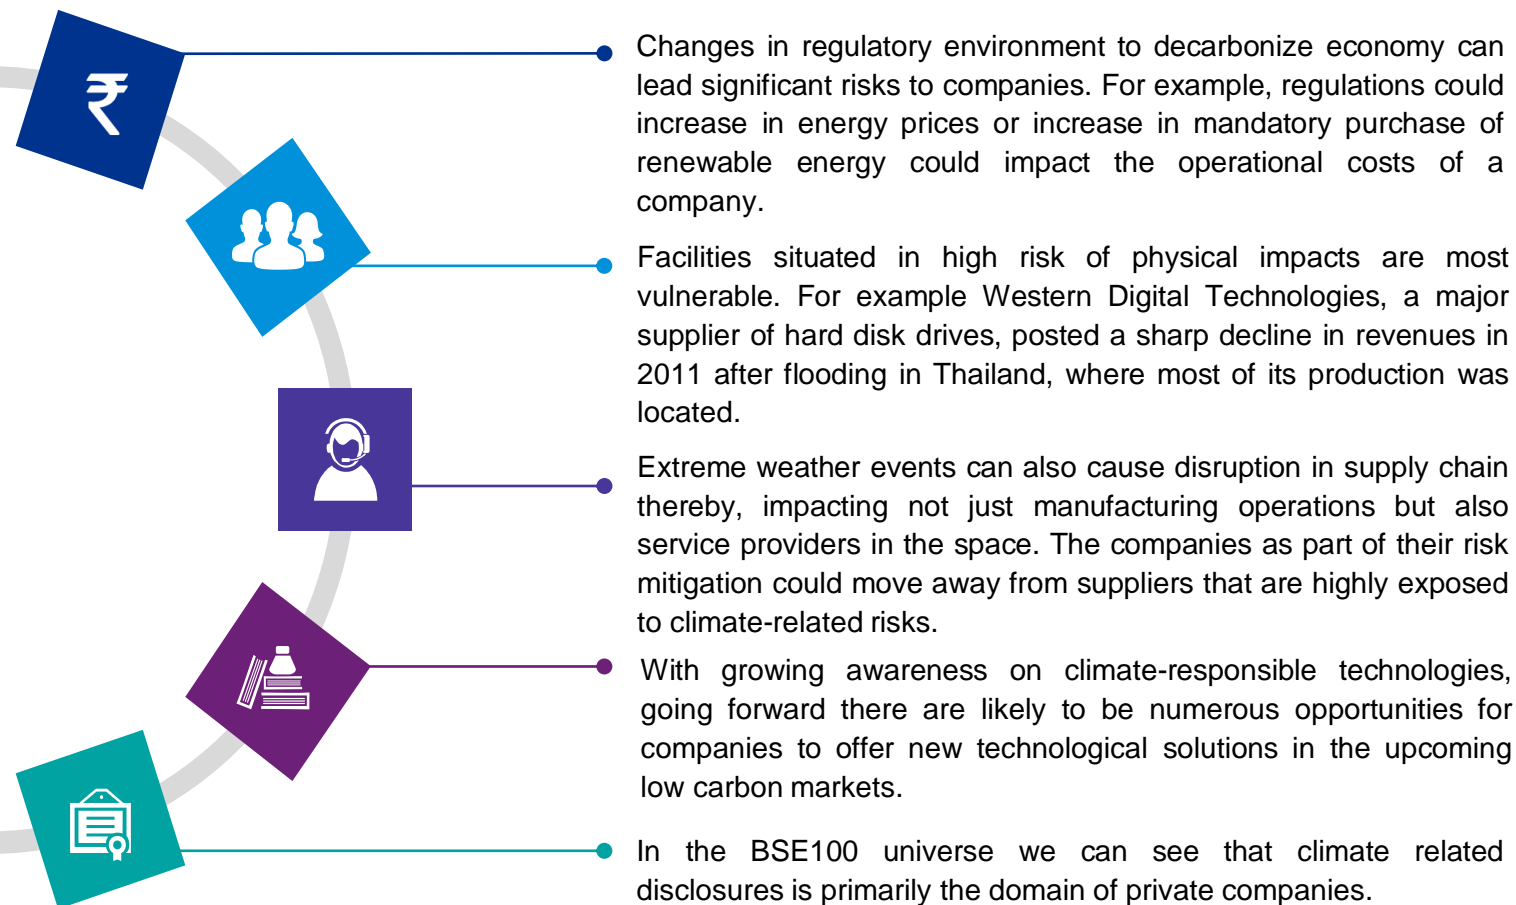 Changes in regulatory environment to decarbonize economy can
lead significant risks to companies. For example, regulations could
increase in energy prices or increase in mandatory purchase of
renewable energy could impact the operational costs of a
company.
Facilities situated in high risk of physical impacts are most
vulnerable. For example Western Digital Technologies, a major
supplier of hard disk drives, posted a sharp decline in revenues in
2011 after flooding in Thailand, where most of its production was
located.
Extreme weather events can also cause disruption in supply chain
thereby, impacting not just manufacturing operations but also
service providers in the space. The companies as part of their risk
mitigation could move away from suppliers that are highly exposed
to climate-related risks.
With growing awareness on climate-responsible technologies,
going forward there are likely to be numerous opportunities for
companies to offer new technological solutions in the upcoming
low carbon markets.
In the BSE100 universe we can see that climate related
disclosures is primarily the domain of private companies.